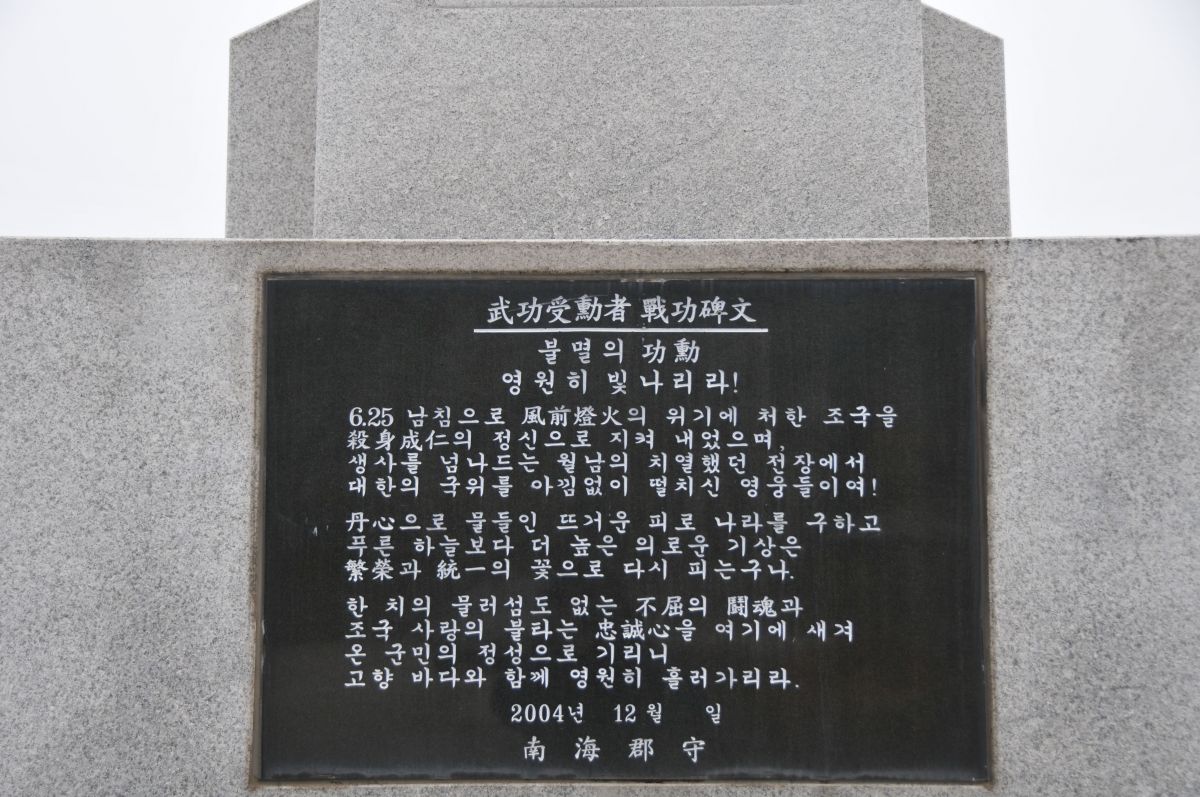 武功受勳者 戰功碑文
불멸의 功勳
영원히 빛나리라!
6.25 남침으로 風前燈火의 위기에 처한 조국을
殺身成仁의 정신으로 지켜 내었으며,
생사를 넘나드는 월남의 치열했던 전장에서
대한의 국위를 아낌없이 떨치신 영웅들이여!
丹心으로 물들인 뜨거운 피로 나라를 구하고
푸른 하늘보다 더 높은 의로운 기상은
繁榮과 統一의 꽃으로 다시 피는구나.
한 치의 물러섬도 없는 不屈의 鬪魂과
조국 사랑의 불타는 忠誠心을 여기에 새겨
온 군민의 정성으로 기리니
고향 바다와 함께 영원히 흘러가리라.
2004년 12월 일
南海郡守